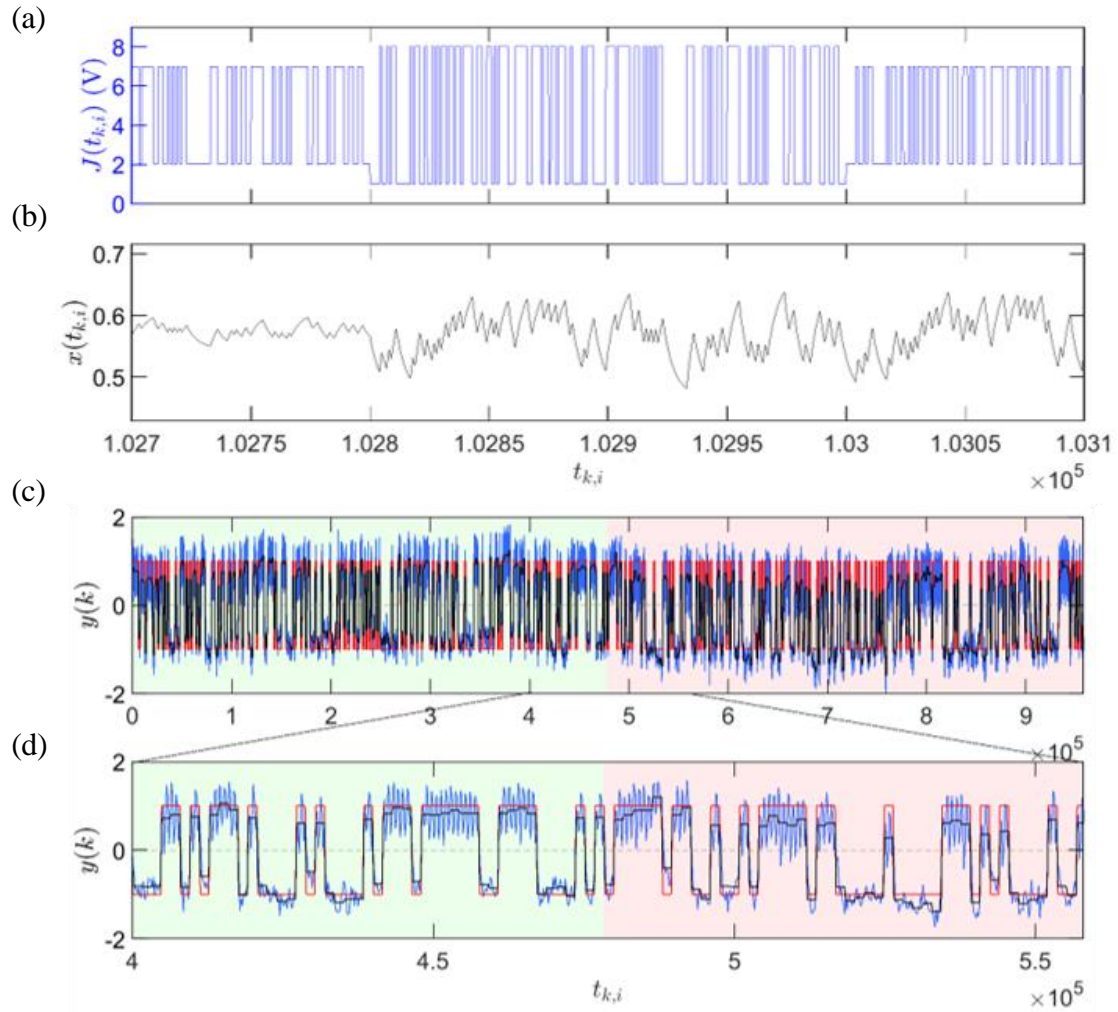 (a)
J(t_{k,i}) (V)
8
6
4
2
0
(b)
x(t_{k,i})
0.7
0.6
0.5
1.027 1.0275 1.028 1.0285 1.029 1.0295 1.03 1.0305 1.031
t_{k,i}
×10^5
(c)
y(k)
2
0
-2
0 1 2 3 4 5 6 7 8 9
×10^5
(d)
y(k)
2
0
-2
4 4.5 5 5.5
t_{k,i}
×10^5